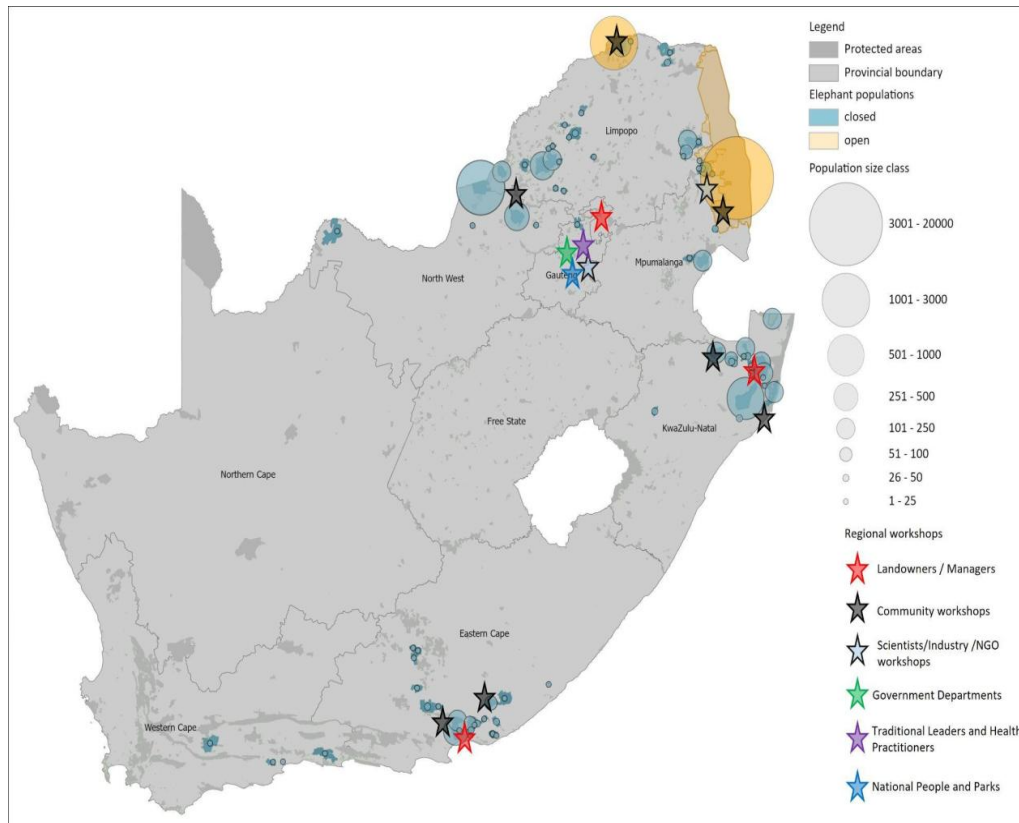 Legend
Protected areas
Provincial boundary
Elephant populations
closed
open
Population size class
3001 - 20000
1001 - 3000
501 - 1000
251 - 500
101 - 250
51 - 100
26 - 50
1 - 25
Regional workshops
Landowners / Managers
Community workshops
Scientists/Industry /NGO
workshops
Government Departments
Traditional Leaders and Health
Practitioners
National People and Parks
Limpopo
North West
Gauteng
Mpumalanga
Free State
KwaZulu-Natal
Northern Cape
Eastern Cape
Western Cape